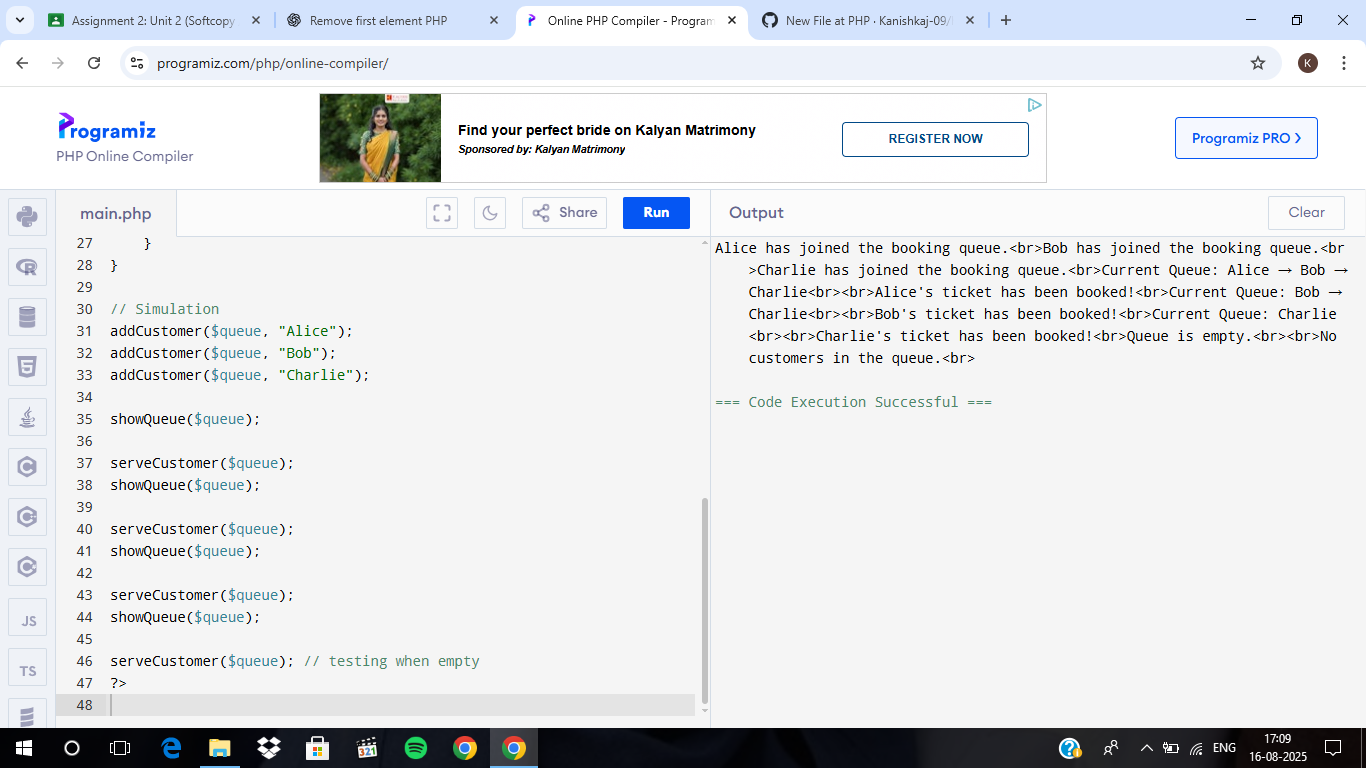 Assignment 2: Unit 2 (Softcopy
Remove first element PHP
Online PHP Compiler - Program
New File at PHP · Kanishkaj-09/
programiz.com/php/online-compiler/
K
Programiz
PHP Online Compiler
Find your perfect bride on Kalyan Matrimony
Sponsored by: Kalyan Matrimony
REGISTER NOW
Programiz PRO
main.php
Share
Run
Output
Clear
27 }
28 }
29
30 // Simulation
31 addCustomer($queue, "Alice");
32 addCustomer($queue, "Bob");
33 addCustomer($queue, "Charlie");
34
35 showQueue($queue);
36
37 serveCustomer($queue);
38 showQueue($queue);
39
40 serveCustomer($queue);
41 showQueue($queue);
42
43 serveCustomer($queue);
44 showQueue($queue);
45
46 serveCustomer($queue); // testing when empty
47 ?>
48
Alice has joined the booking queue.<br>Bob has joined the booking queue.<br
>Charlie has joined the booking queue.<br>Current Queue: Alice → Bob →
Charlie<br><br>Alice's ticket has been booked!<br>Current Queue: Bob →
Charlie<br><br>Bob's ticket has been booked!<br>Current Queue: Charlie
<br><br>Charlie's ticket has been booked!<br>Queue is empty.<br><br>No
customers in the queue.<br>
=== Code Execution Successful ===
JS
TS
321
ENG
17:09
16-08-2025